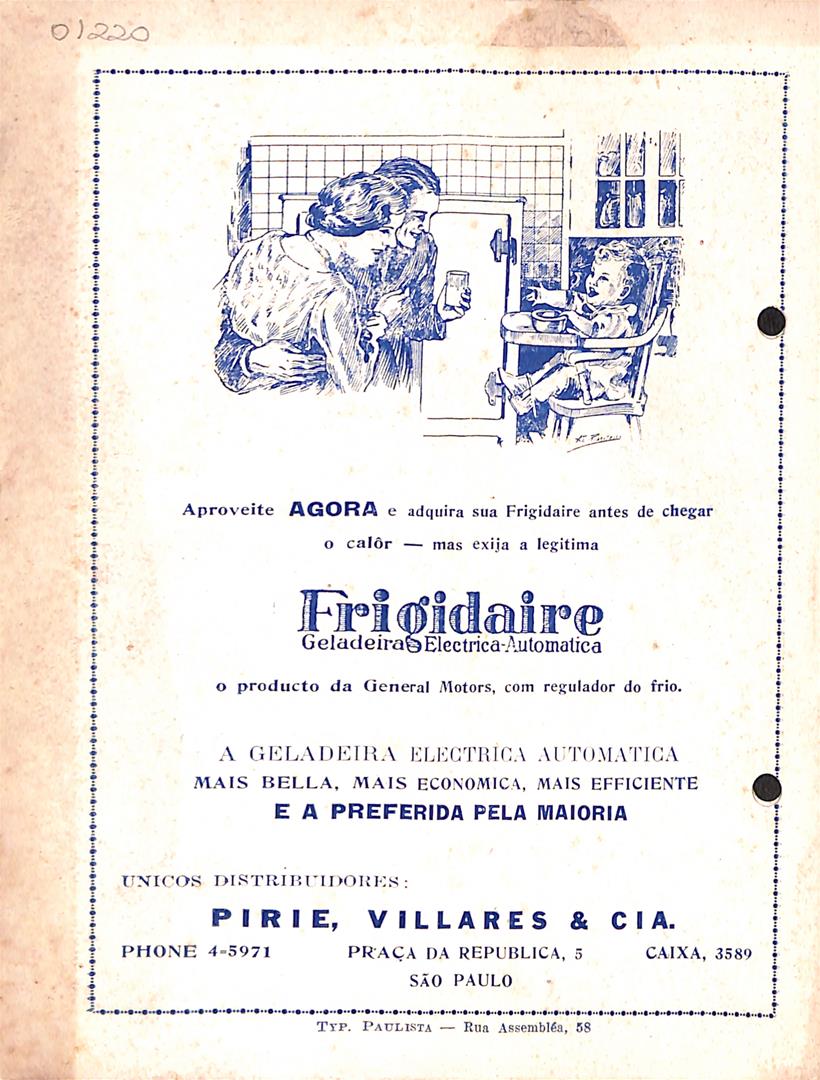 01220
Aproveite AGORA e adquira sua Frigidaire antes de chegar
o calôr — mas exija a legitima
Frigidaire
Geladeiras Electrica-Automatica
o producto da General Motors, com regulador do frio.
A GELADEIRA ELECTRICA AUTOMATICA
MAIS BELLA, MAIS ECONOMICA, MAIS EFFICIENTE
E A PREFERIDA PELA MAIORIA
UNICOS DISTRIBUIDORES:
PIRIE, VILLARES & CIA.
PHONE 4-5971 PRAÇA DA REPUBLICA, 5 CAIXA, 3589
SÃO PAULO
TYP. PAULISTA — Rua Assembléa, 58